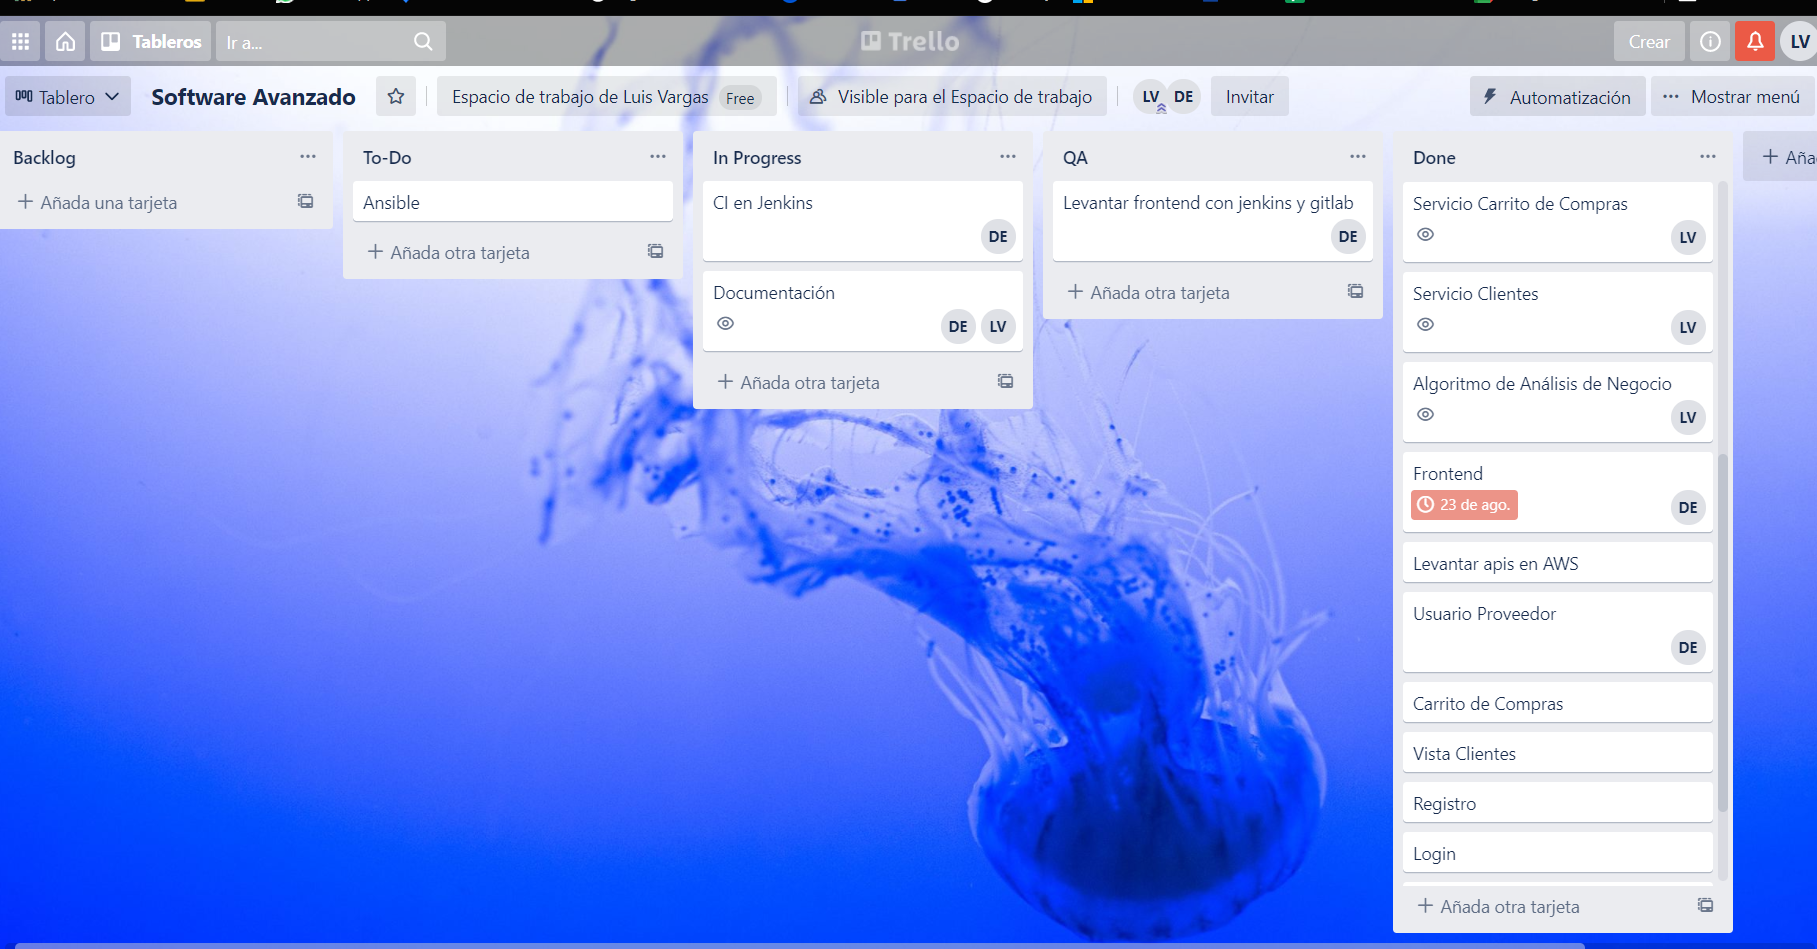 Tableros
Ir a...
Trello
Crear
LV
Tablero
Software Avanzado
Espacio de trabajo de Luis Vargas
Free
Visible para el Espacio de trabajo
LV
DE
Invitar
Automatización
Mostrar menú
Backlog
Añada una tarjeta
To-Do
Ansible
Añada otra tarjeta
In Progress
CI en Jenkins
DE
Documentación
DE
LV
Añada otra tarjeta
QA
Levantar frontend con jenkins y gitlab
DE
Añada otra tarjeta
Done
Servicio Carrito de Compras
LV
Servicio Clientes
LV
Algoritmo de Análisis de Negocio
LV
Frontend
23 de ago.
DE
Levantar apis en AWS
Usuario Proveedor
DE
Carrito de Compras
Vista Clientes
Registro
Login
Añada otra tarjeta